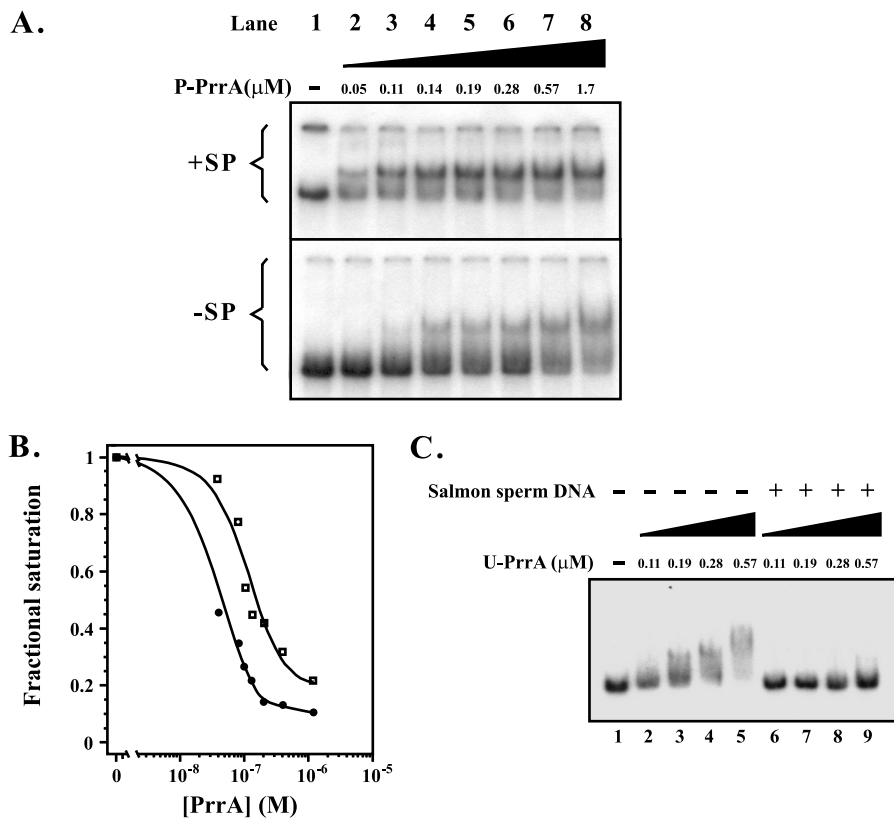 A.
Lane 1 2 3 4 5 6 7 8
P-PrrA(μM) – 0.05 0.11 0.14 0.19 0.28 0.57 1.7
+SP
-SP
B.
Fractional saturation
1
0.8
0.6
0.4
0.2
0
0 10⁻⁸ 10⁻⁷ 10⁻⁶ 10⁻⁵
[PrrA] (M)
C.
Salmon sperm DNA – – – – – + + + +
U-PrrA (μM) – 0.11 0.19 0.28 0.57 0.11 0.19 0.28 0.57
1 2 3 4 5 6 7 8 9